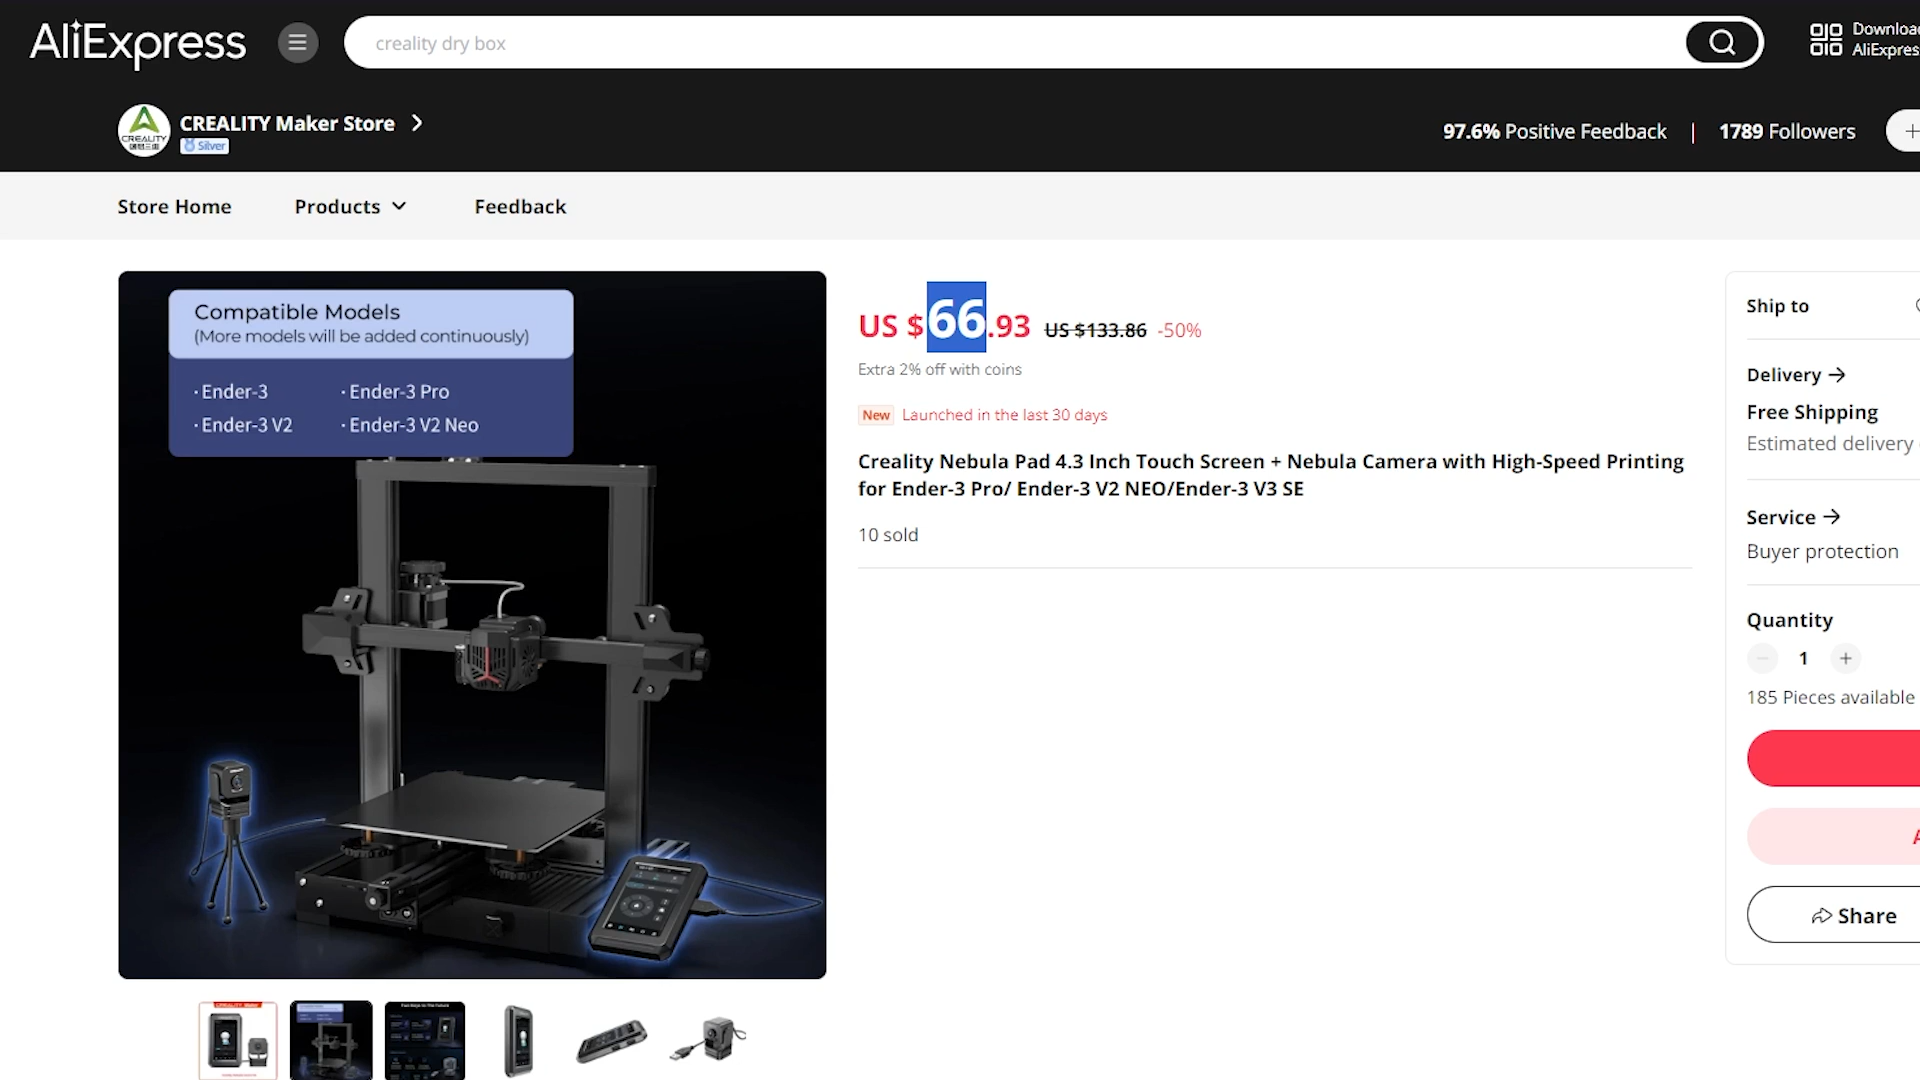 AliExpress
creality dry box
Download
AliExpress
CREALITY
CREALITY Maker Store
Silver
97.6% Positive Feedback | 1789 Followers
Store Home
Products
Feedback
Compatible Models
(More models will be added continuously)
· Ender-3
· Ender-3 Pro
· Ender-3 V2
· Ender-3 V2 Neo
US $66.93 US $133.86 -50%
Extra 2% off with coins
New Launched in the last 30 days
Creality Nebula Pad 4.3 Inch Touch Screen + Nebula Camera with High-Speed Printing
for Ender-3 Pro/ Ender-3 V2 NEO/Ender-3 V3 SE
10 sold
Ship to
Delivery
Free Shipping
Estimated delivery
Service
Buyer protection
Quantity
1
185 Pieces available
Share